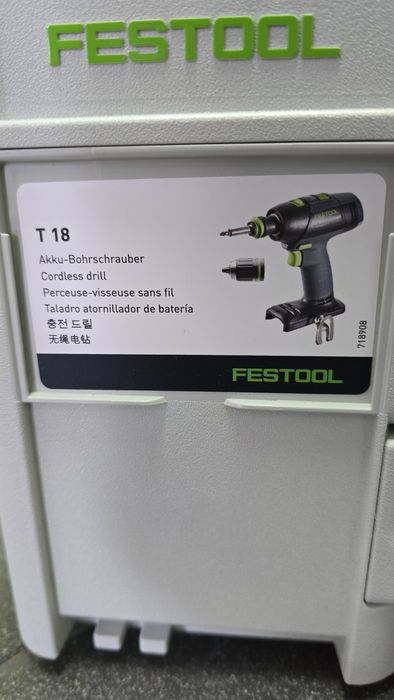 FESTOOL
T 18
Akku-Bohrschrauber
Cordless drill
Perceuse-visseuse sans fil
Taladro atornillador de batería
충전 드릴
无绳电钻
FESTOOL
718908
FESTOOL